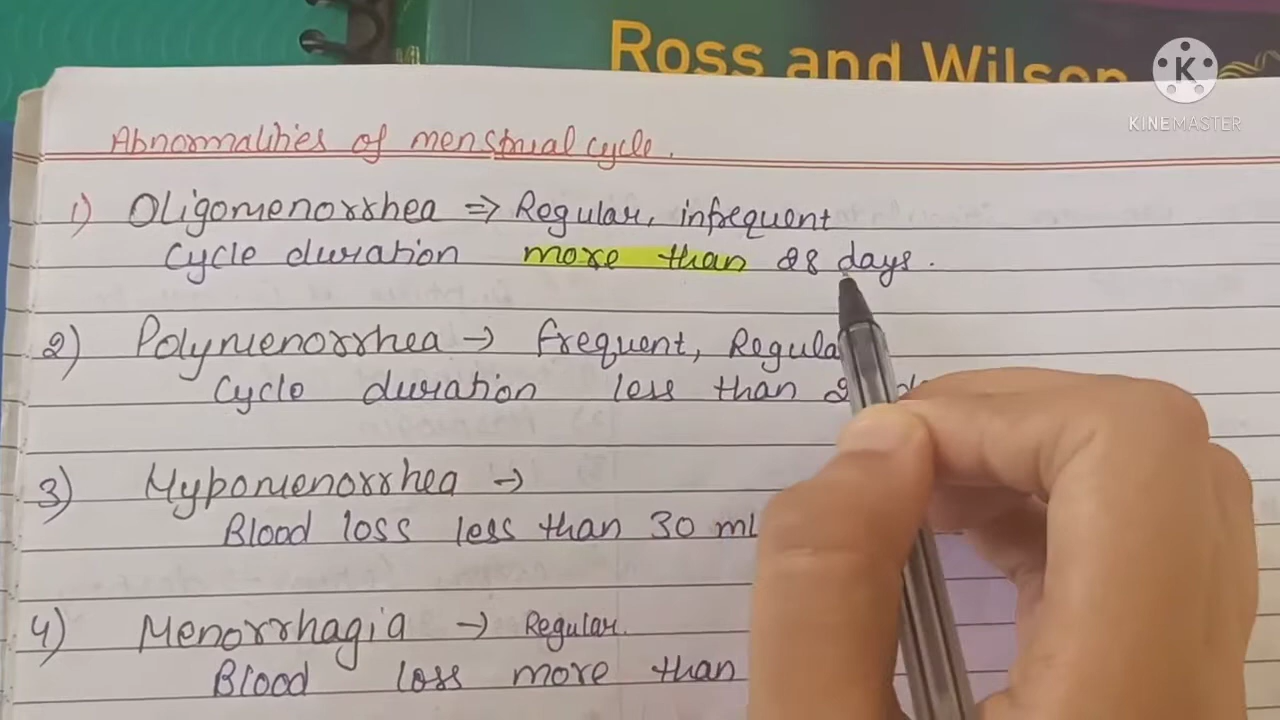 Ross and Wilson
KINEMASTER
Abnormalities of menstrual cycle.
1) Oligomenorrhea => Regular, infrequent
Cycle duration more than 28 days.
2) Polymenorrhea -> frequent, Regula
Cycle duration less than
3) Hypomenorrhea ->
Blood loss less than 30 ml
4) Menorrhagia -> Regular.
Blood loss more than